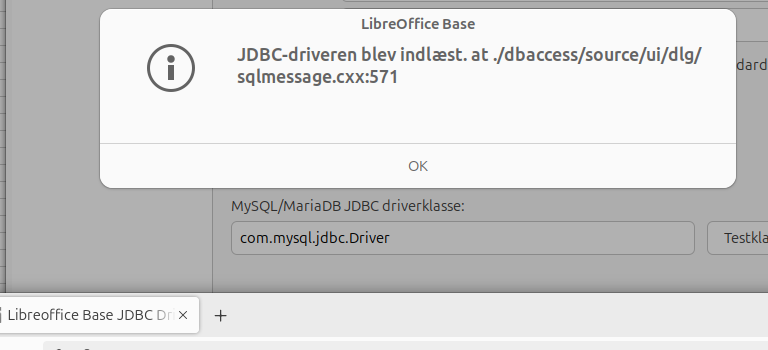 LibreOffice Base
JDBC-driveren blev indlæst. at ./dbaccess/source/ui/dlg/
sqlmessage.cxx:571
dard
OK
MySQL/MariaDB JDBC driverklasse:
com.mysql.jdbc.Driver
Testkla
Libreoffice Base JDBC Dri